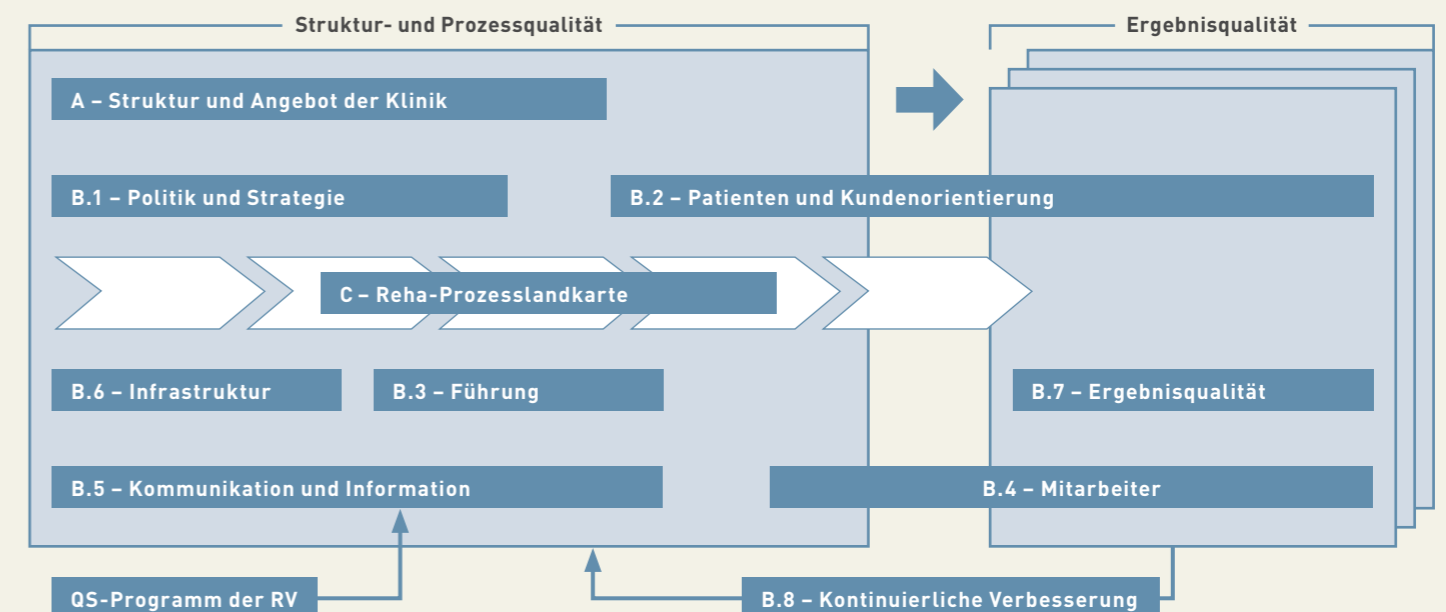 Struktur- und Prozessqualität
Ergebnisqualität
A – Struktur und Angebot der Klinik
B.1 – Politik und Strategie
B.2 – Patienten und Kundenorientierung
C – Reha-Prozesslandkarte
B.6 – Infrastruktur
B.3 – Führung
B.7 – Ergebnisqualität
B.5 – Kommunikation und Information
B.4 – Mitarbeiter
QS-Programm der RV
B.8 – Kontinuierliche Verbesserung